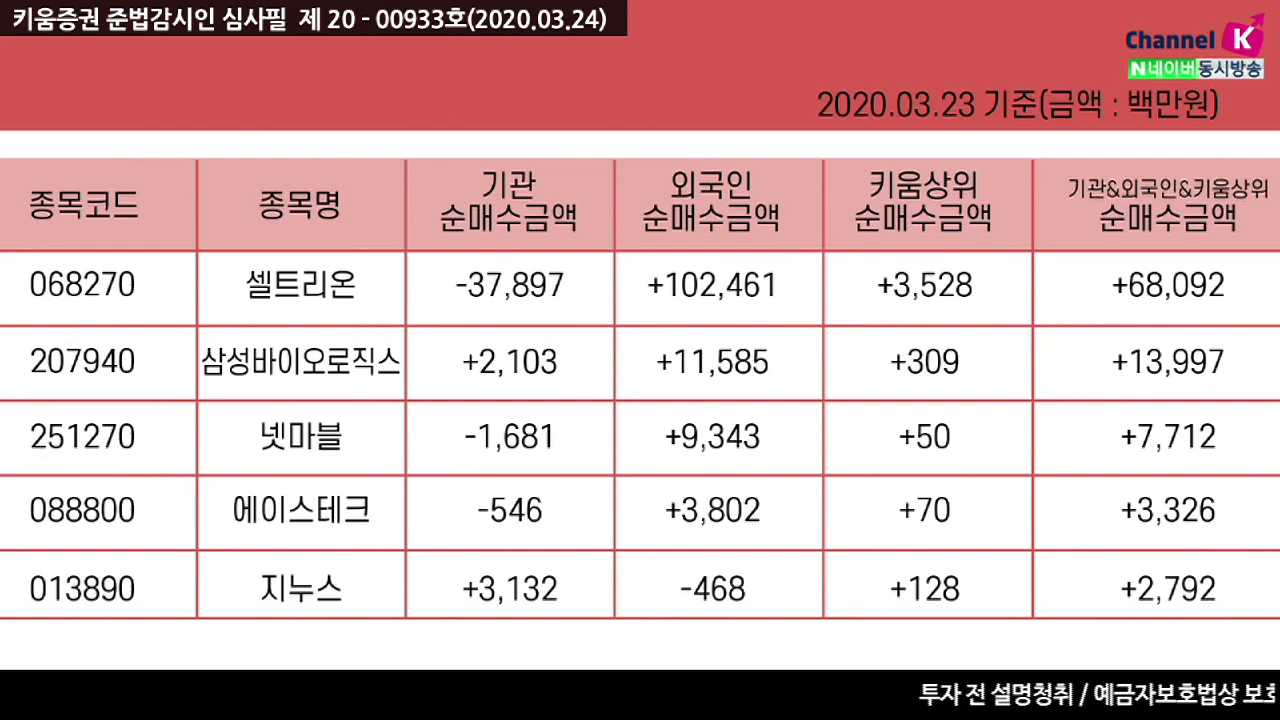 키움증권 준법감시인 심사필 제 20 - 00933호(2020.03.24)
Channel K
N네이버 동시방송
2020.03.23 기준(금액 : 백만원)
종목코드 종목명 기관 순매수금액 외국인 순매수금액 키움상위 순매수금액 기관&외국인&키움상위 순매수금액
068270 셀트리온 -37,897 +102,461 +3,528 +68,092
207940 삼성바이오로직스 +2,103 +11,585 +309 +13,997
251270 넷마블 -1,681 +9,343 +50 +7,712
088800 에이스테크 -546 +3,802 +70 +3,326
013890 지누스 +3,132 -468 +128 +2,792
투자 전 설명청취 / 예금자보호법상 보호